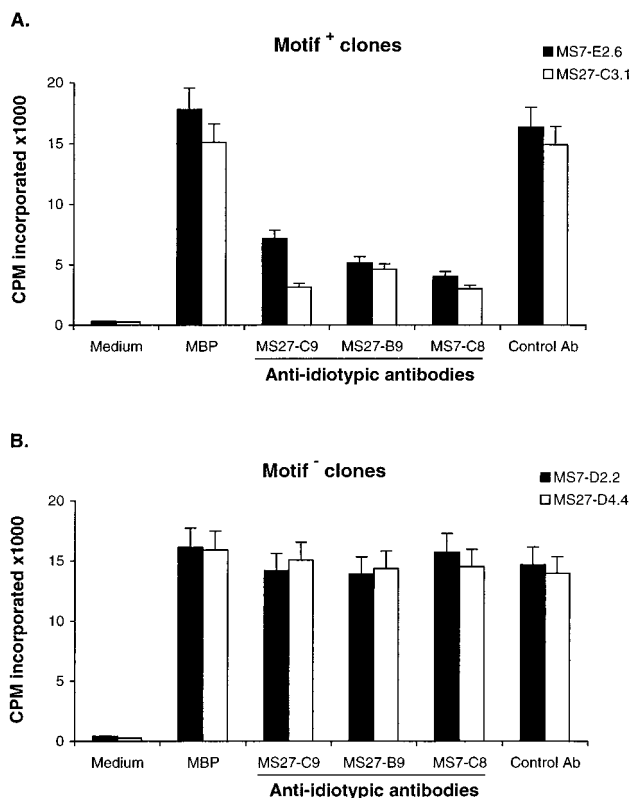 A.
Motif + clones
MS7-E2.6
MS27-C3.1
CPM incorporated x1000
20
15
10
5
0
Medium MBP MS27-C9 MS27-B9 MS7-C8 Control Ab
Anti-idiotypic antibodies
B.
Motif - clones
MS7-D2.2
MS27-D4.4
CPM incorporated x1000
20
15
10
5
0
Medium MBP MS27-C9 MS27-B9 MS7-C8 Control Ab
Anti-idiotypic antibodies